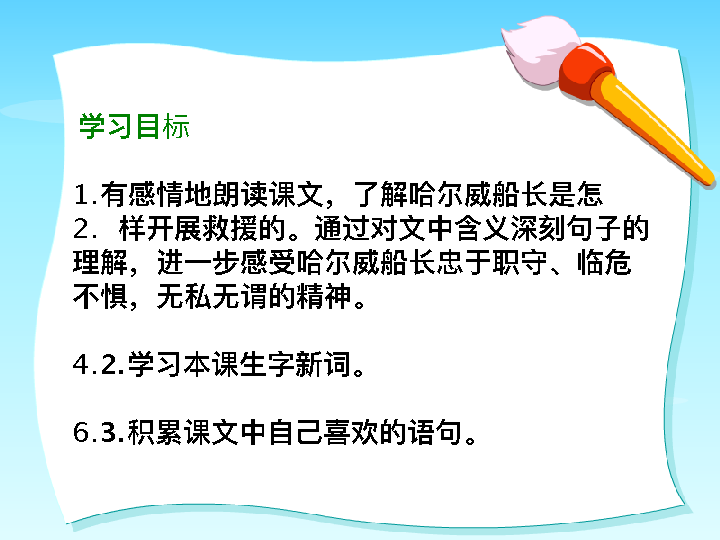 学习目标
1.有感情地朗读课文，了解哈尔威船长是怎
2. 样开展救援的。通过对文中含义深刻句子的
理解，进一步感受哈尔威船长忠于职守、临危
不惧，无私无谓的精神。
4.2.学习本课生字新词。
6.3.积累课文中自己喜欢的语句。